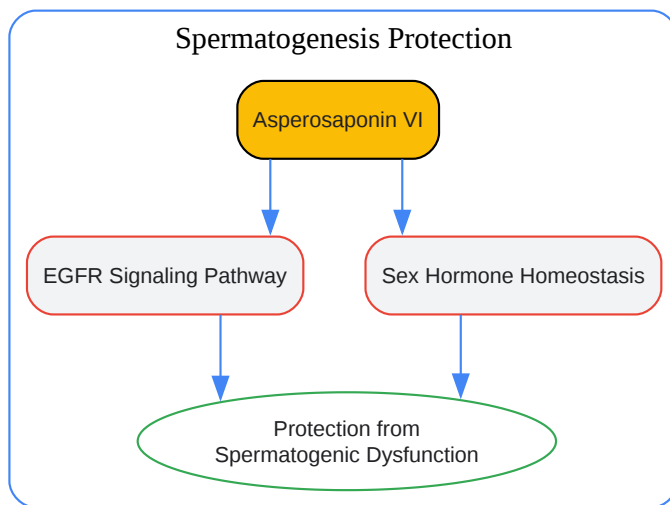 Spermatogenesis Protection
Asperosaponin VI
EGFR Signaling Pathway
Sex Hormone Homeostasis
Protection from
Spermatogenic Dysfunction